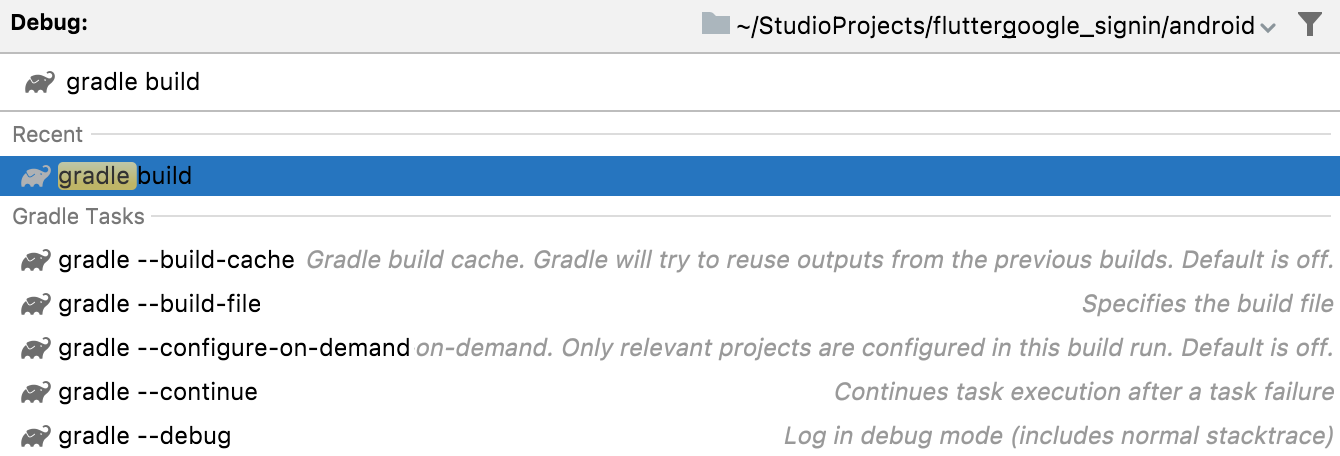 Debug:
~/StudioProjects/fluttergoogle_signin/android
gradle build
Recent
gradle build
Gradle Tasks
gradle --build-cache Gradle build cache. Gradle will try to reuse outputs from the previous builds. Default is off.
gradle --build-file Specifies the build file
gradle --configure-on-demand on-demand. Only relevant projects are configured in this build run. Default is off.
gradle --continue Continues task execution after a task failure
gradle --debug Log in debug mode (includes normal stacktrace)